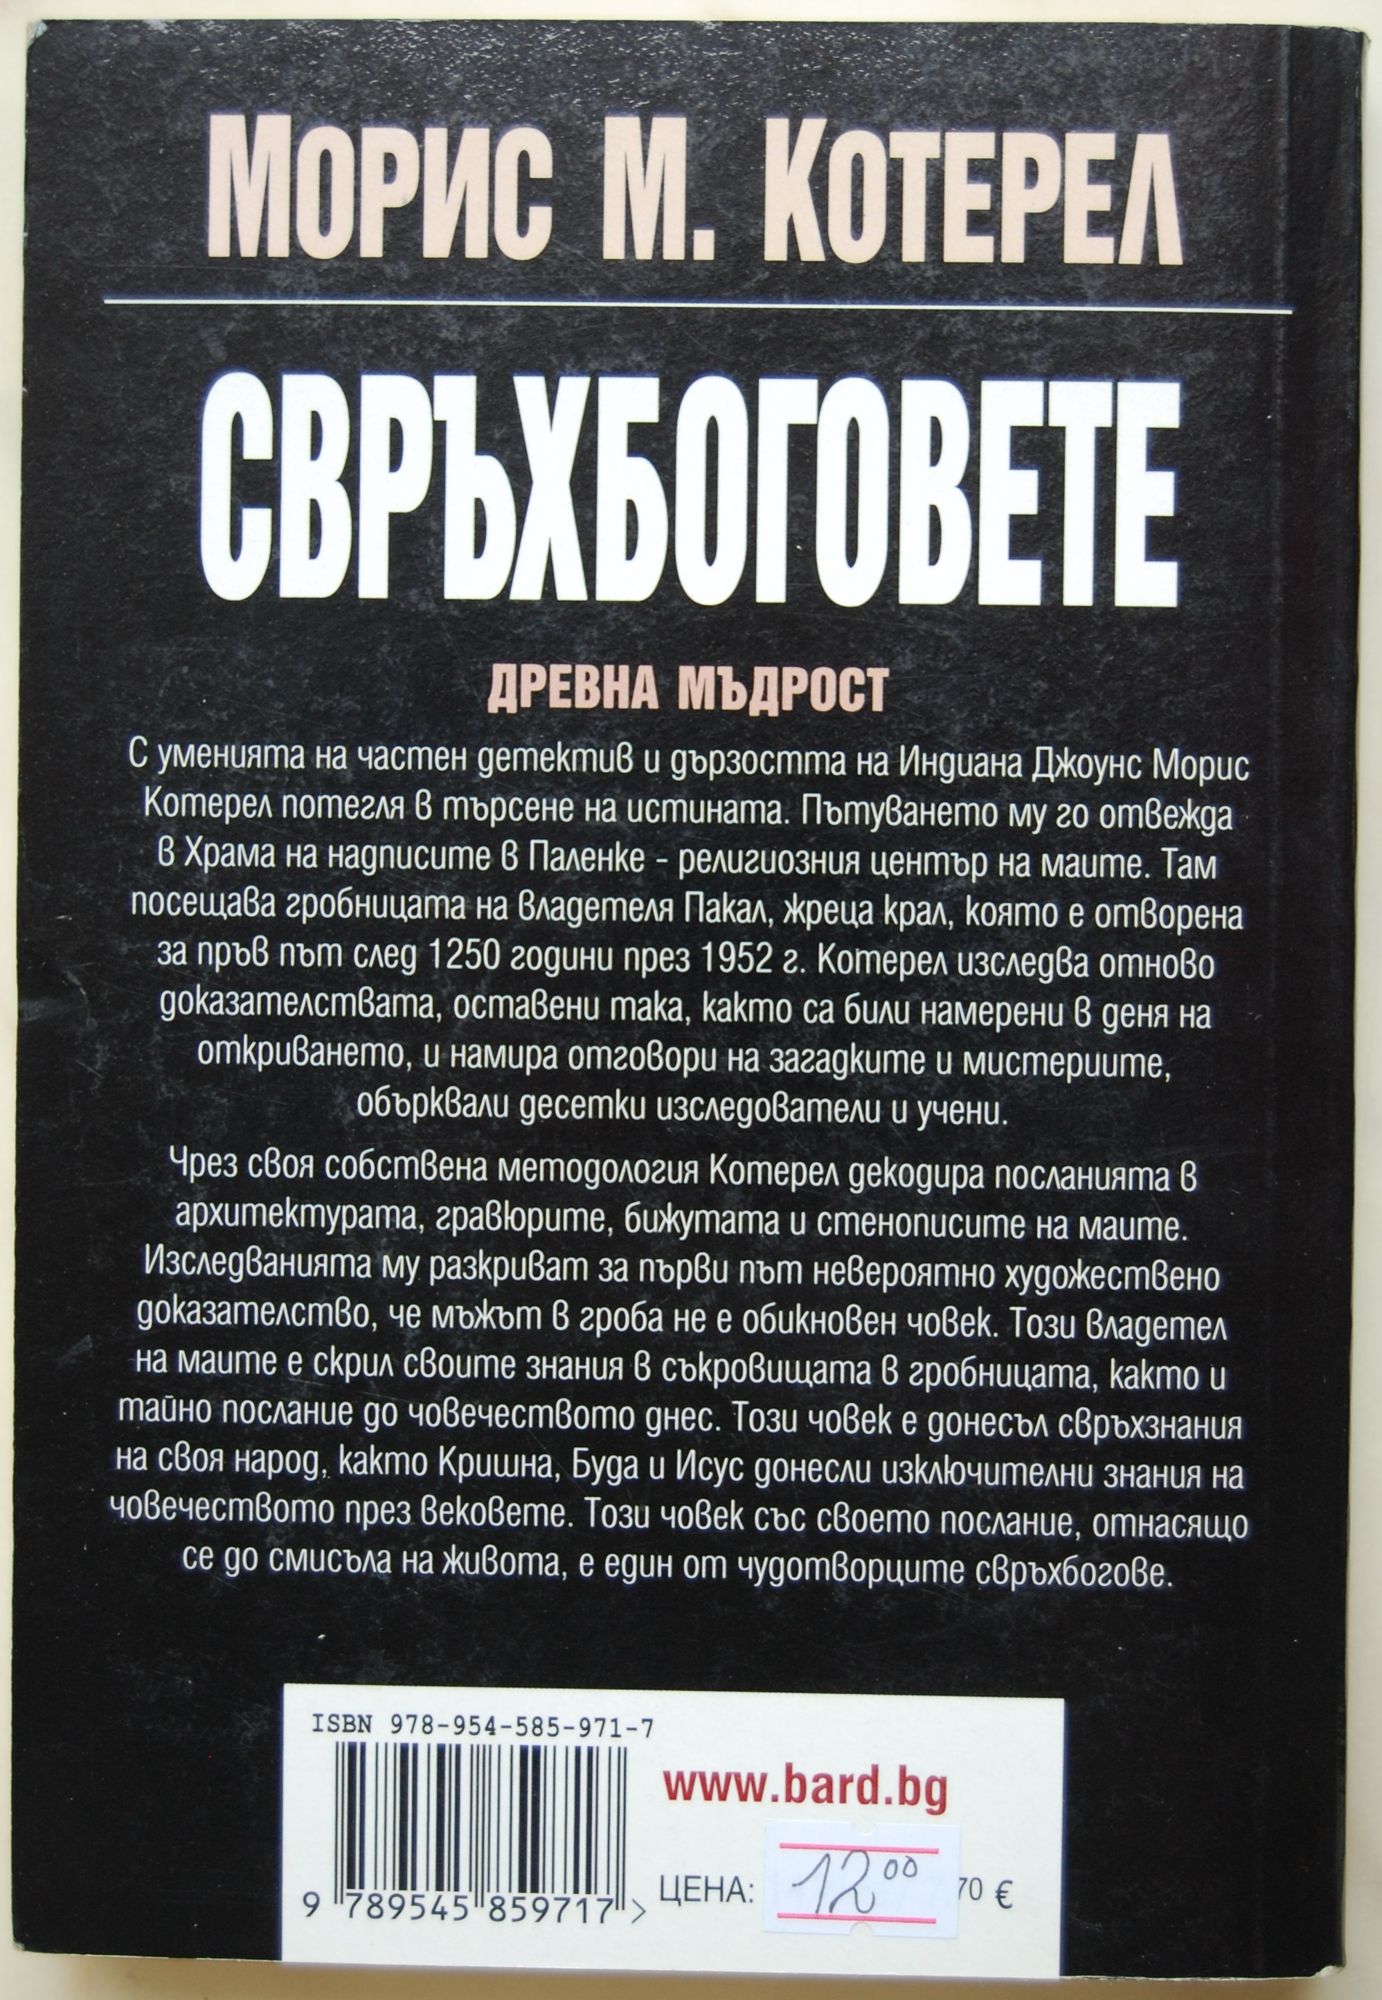 МОРИС М. КОТЕРЕЛ
СВРЪХБОГОВЕТЕ
ДРЕВНА МЪДРОСТ
С уменията на частен детектив и дързостта на Индиана Джоунс Морис
Котерел потегля в търсене на истината. Пътуването му го отвежда
в Храма на надписите в Паленке - религиозния център на маите. Там
посещава гробницата на владетеля Пакал, жреца крал, която е отворена
за пръв път след 1250 години през 1952 г. Котерел изследва отново
доказателствата, оставени така, както са били намерени в деня на
откриването, и намира отговори на загадките и мистериите,
обърквали десетки изследователи и учени.
Чрез своя собствена методология Котерел декодира посланията в
архитектурата, гравюрите, бижутата и стенописите на маите.
Изследванията му разкриват за първи път невероятно художествено
доказателство, че мъжът в гроба не е обикновен човек. Този владетел
на маите е скрил своите знания в съкровищата в гробницата, както и
тайно послание до човечеството днес. Този човек е донесъл свръхзнания
на своя народ, както Кришна, Буда и Исус донесли изключителни знания на
човечеството през вековете. Този човек със своето послание, отнасящо
се до смисъла на живота, е един от чудотворците свръхбогове.
ISBN 978-954-585-971-7
www.bard.bg
ЦЕНА: 12 00 70 €
9 789545 859717 >